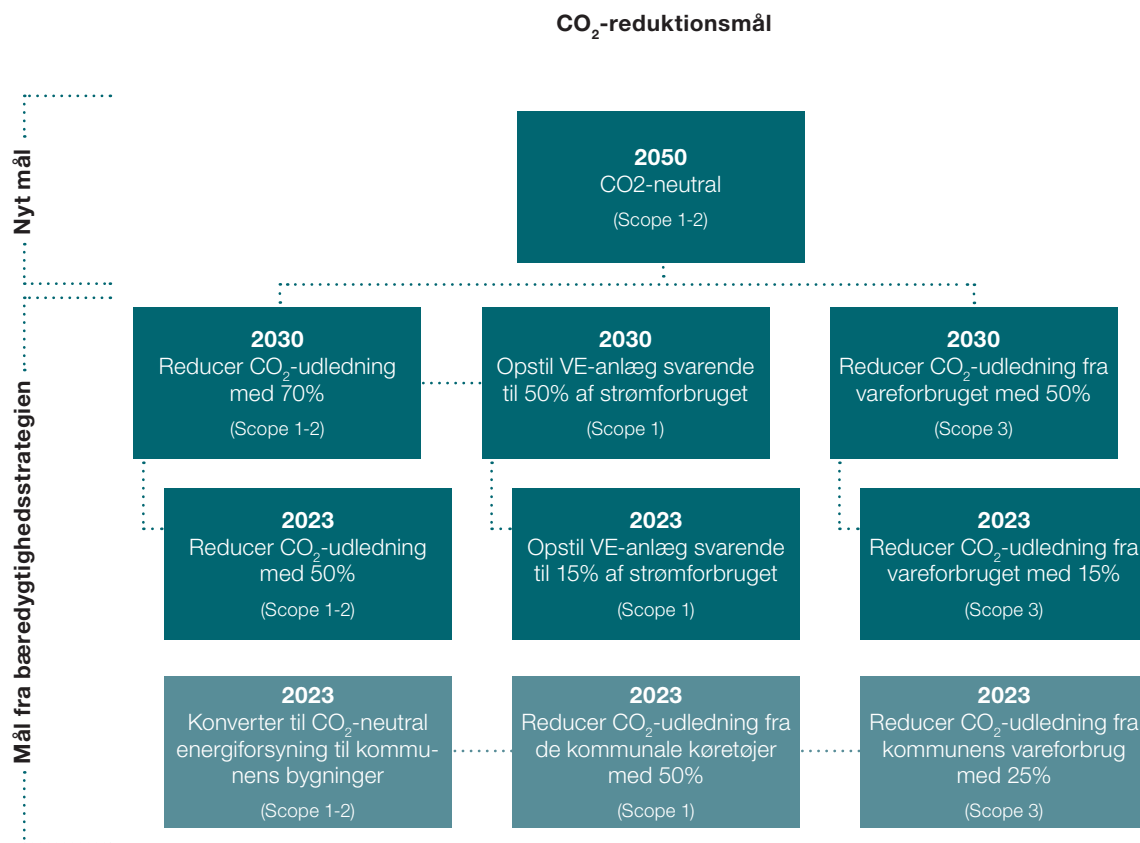 CO₂-reduktionsmål
Nyt mål
2050
CO2-neutral
(Scope 1-2)
Mål fra bæredygtighedsstrategien
2030
Reducer CO₂-udledning
med 70%
(Scope 1-2)
2030
Opstil VE-anlæg svarende
til 50% af strømforbruget
(Scope 1)
2030
Reducer CO₂-udledning fra
vareforbruget med 50%
(Scope 3)
2023
Reducer CO₂-udledning
med 50%
(Scope 1-2)
2023
Opstil VE-anlæg svarende
til 15% af strømforbruget
(Scope 1)
2023
Reducer CO₂-udledning fra
vareforbruget med 15%
(Scope 3)
2023
Konverter til CO₂-neutral
energiforsyning til kommu-
nens bygninger
(Scope 1-2)
2023
Reducer CO₂-udledning fra
de kommunale køretøjer
med 50%
(Scope 1)
2023
Reducer CO₂-udledning fra
kommunens vareforbrug
med 25%
(Scope 3)